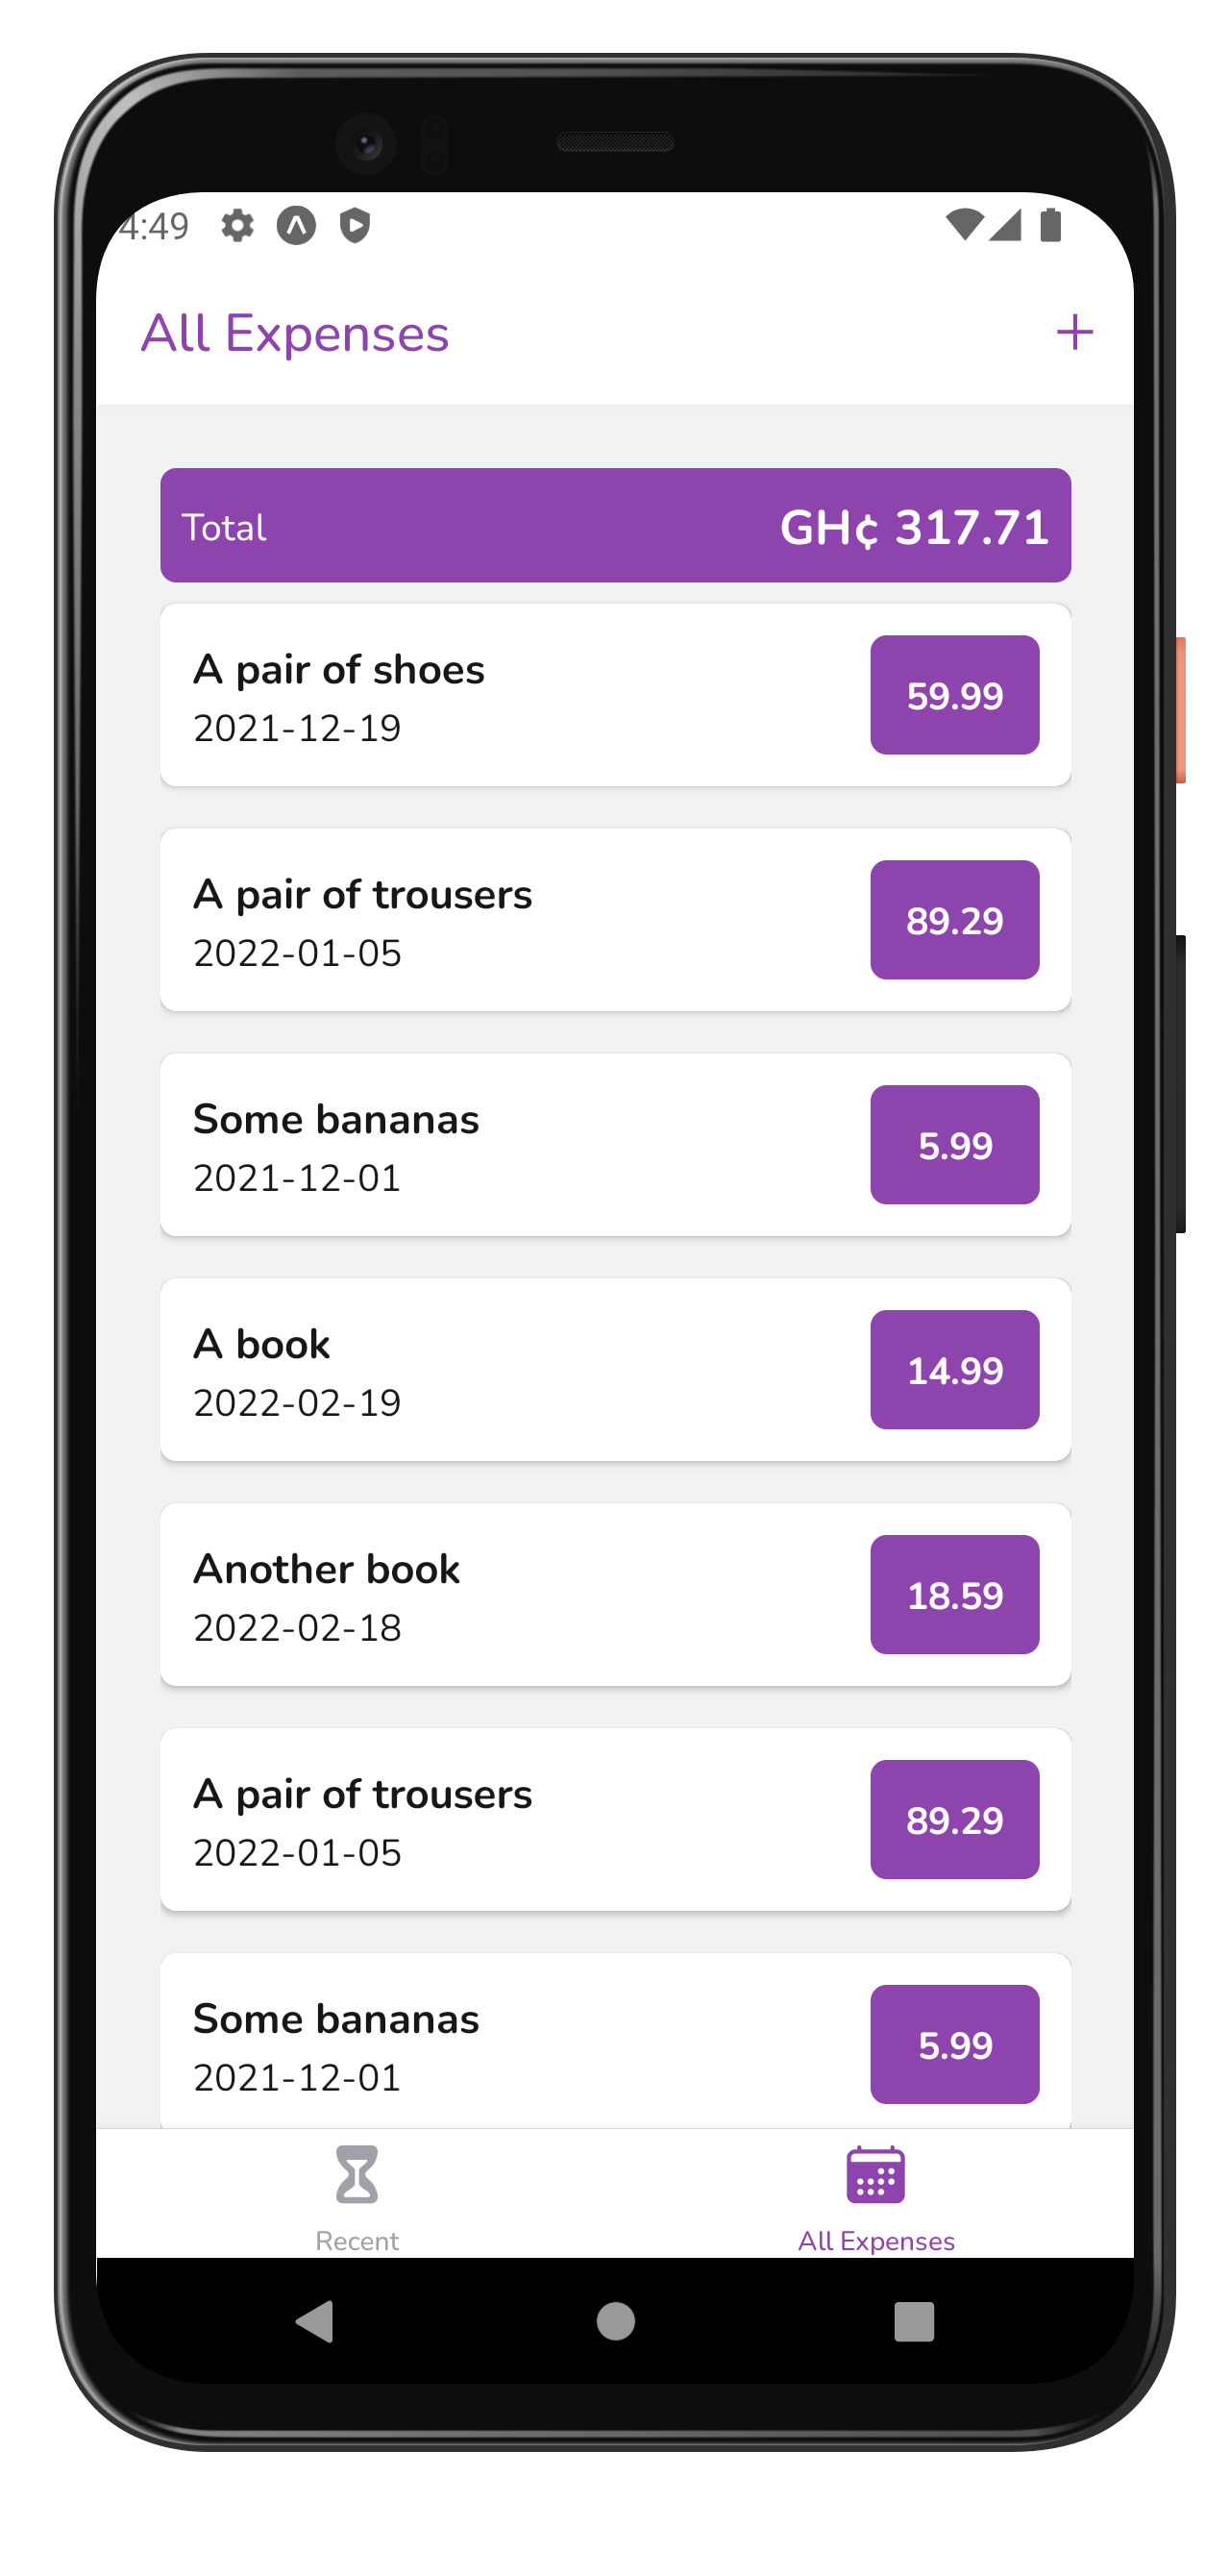 4:49
All Expenses +
Total GH¢ 317.71
A pair of shoes
2021-12-19
59.99
A pair of trousers
2022-01-05
89.29
Some bananas
2021-12-01
5.99
A book
2022-02-19
14.99
Another book
2022-02-18
18.59
A pair of trousers
2022-01-05
89.29
Some bananas
2021-12-01
5.99
Recent
All Expenses